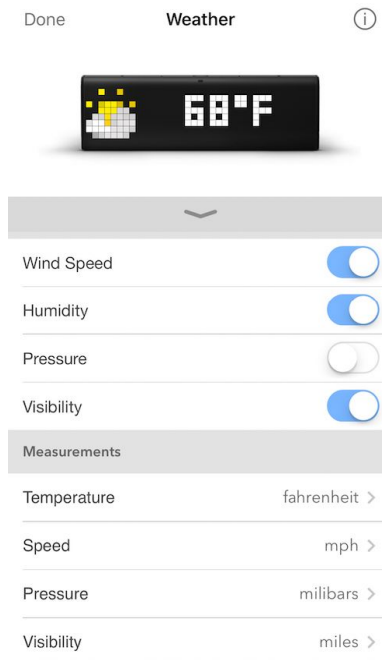 Done Weather
68°F
Wind Speed
Humidity
Pressure
Visibility
Measurements
Temperature fahrenheit
Speed mph
Pressure milibars
Visibility miles